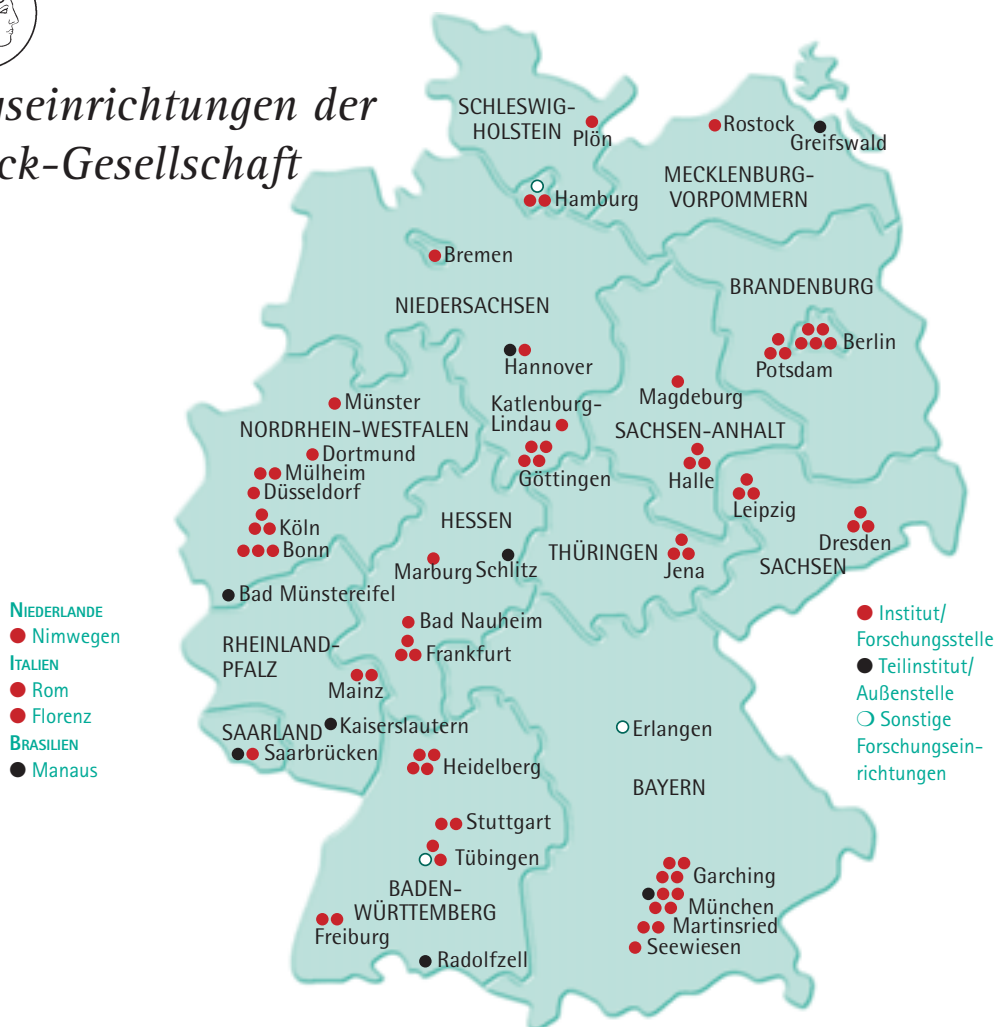 gseinrichtungen der
ck-Gesellschaft
SCHLESWIG-
HOLSTEIN
Plön
Rostock
Greifswald
MECKLENBURG-
VORPOMMERN
Hamburg
Bremen
NIEDERSACHSEN
BRANDENBURG
Berlin
Potsdam
Hannover
Magdeburg
Münster
Katlenburg-
Lindau
NORDRHEIN-WESTFALEN
SACHSEN-ANHALT
Dortmund
Mülheim
Düsseldorf
Göttingen
Halle
Leipzig
Köln
Bonn
HESSEN
Dresden
THÜRINGEN
Jena
SACHSEN
Marburg
Schlitz
Bad Münstereifel
Bad Nauheim
Frankfurt
RHEINLAND-
PFALZ
Mainz
SAARLAND
Kaiserslautern
Saarbrücken
Erlangen
Heidelberg
BAYERN
Stuttgart
Tübingen
BADEN-
WÜRTTEMBERG
Freiburg
Radolfzell
Garching
München
Martinsried
Seewiesen
NIEDERLANDE
Nimwegen
ITALIEN
Rom
Florenz
BRASILIEN
Manaus
Institut/
Forschungsstelle
Teilinstitut/
Außenstelle
Sonstige
Forschungsein-
richtungen